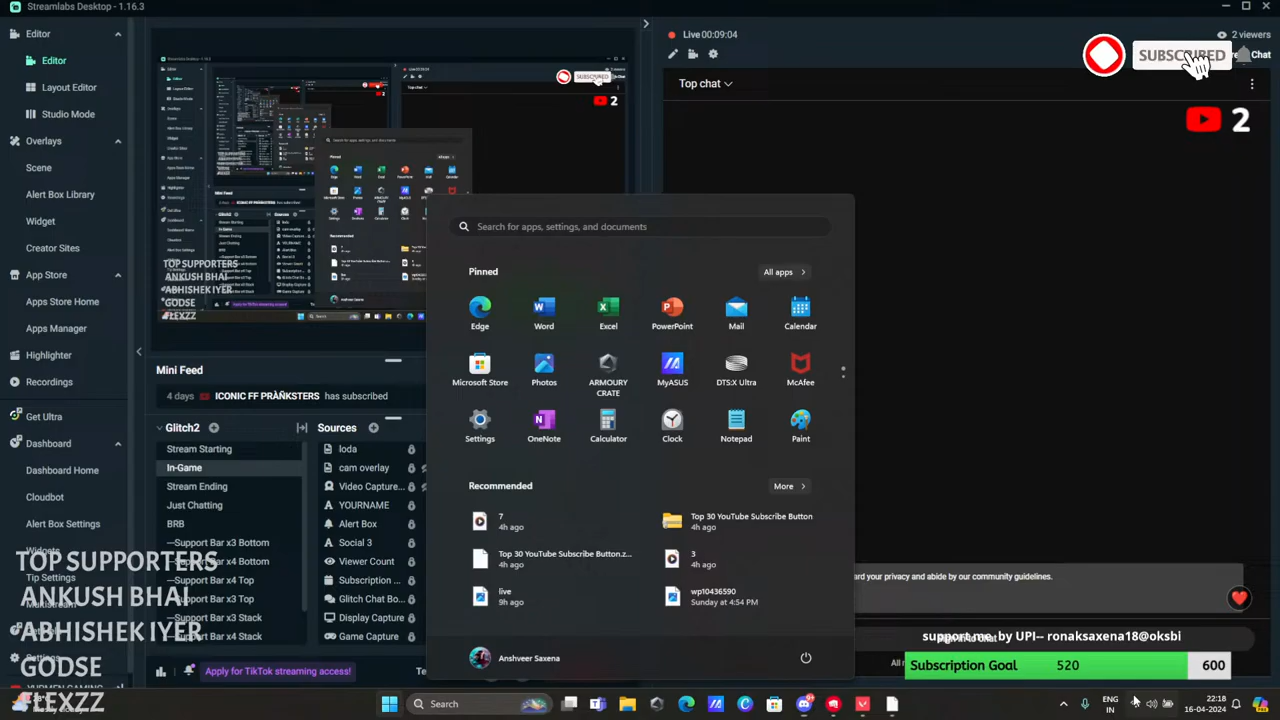 Streamlabs Desktop - 1.16.3
Editor
Editor
Layout Editor
Studio Mode
Overlays
Scene
Alert Box Library
Widget
Creator Sites
App Store
Apps Store Home
Apps Manager
Highlighter
Recordings
Get Ultra
Dashboard
Dashboard Home
Cloudbot
Alert Box Settings
Tip Settings
TOP SUPPORTERS
ANKUSH BHAI
ABHISHEK IYER
GODSE
FLEXZZ
Mini Feed
4 days ICONIC FF PRÀÑKSTERS has subscribed
Glitch2
Stream Starting
In-Game
Stream Ending
Just Chatting
BRB
--Support Bar x3 Bottom
--Support Bar x4 Bottom
--Support Bar x4 Top
--Support Bar x3 Top
--Support Bar x3 Stack
--Support Bar x4 Stack
Sources
loda
cam overlay
Video Capture...
YOURNAME
Alert Box
Social 3
Viewer Count
Subscription ...
Glitch Chat Bo...
Display Capture
Game Capture
Apply for TikTok streaming access!
Search for apps, settings, and documents
Pinned
All apps
Edge
Word
Excel
PowerPoint
Mail
Calendar
Microsoft Store
Photos
ARMOURY CRATE
MyASUS
DTS:X Ultra
McAfee
Settings
OneNote
Calculator
Clock
Notepad
Paint
Recommended
More
7
4h ago
Top 30 YouTube Subscribe Button
4h ago
Top 30 YouTube Subscribe Button.z...
4h ago
3
4h ago
live
9h ago
wp10436590
Sunday at 4:54 PM
Anshveer Saxena
Live 00:09:04
2 viewers
SUBSCRIBED
Chat
Top chat
2
ard your privacy and abide by our community guidelines.
support me by UPI-- ronaksaxena18@oksbi
Subscription Goal 520 600
Search
ENG
IN
22:18
16-04-2024